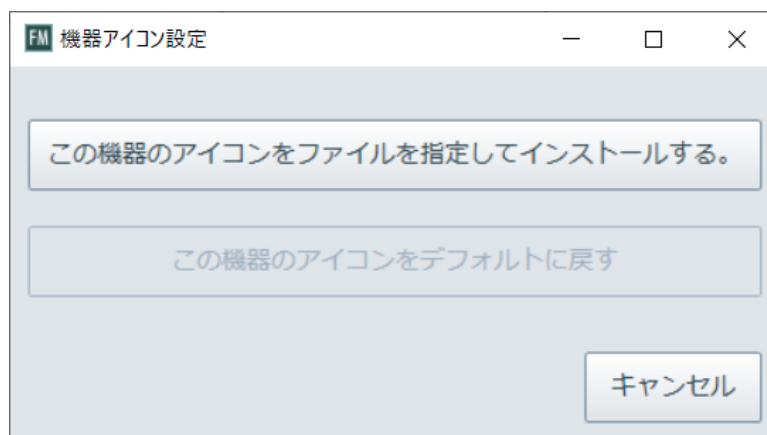 FM 機器アイコン設定
この機器のアイコンをファイルを指定してインストールする。
この機器のアイコンをデフォルトに戻す
キャンセル